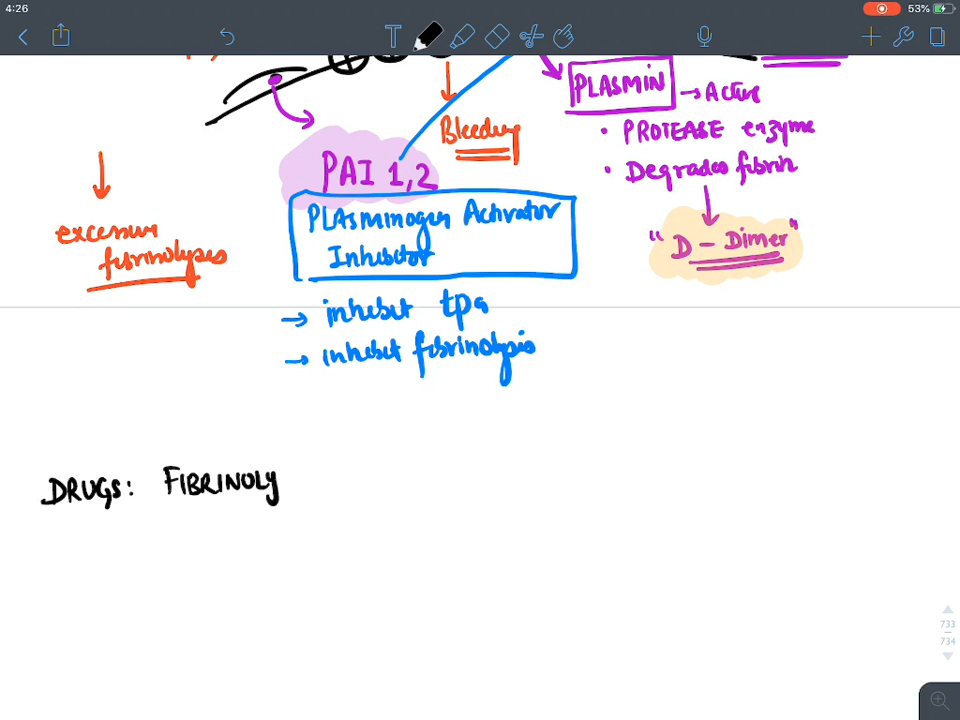 4:26
53%
T
PLASMIN → Active
• PROTEASE enzyme
• Degrades fibrin
"D - Dimer"
Bleeding
PAI 1,2
PLASminogen Activator
Inhibitor
→ inhibit tpa
→ inhibit fibrinolysis
excessive
fibrinolysis
DRUGS: FIBRINOLY
733
734